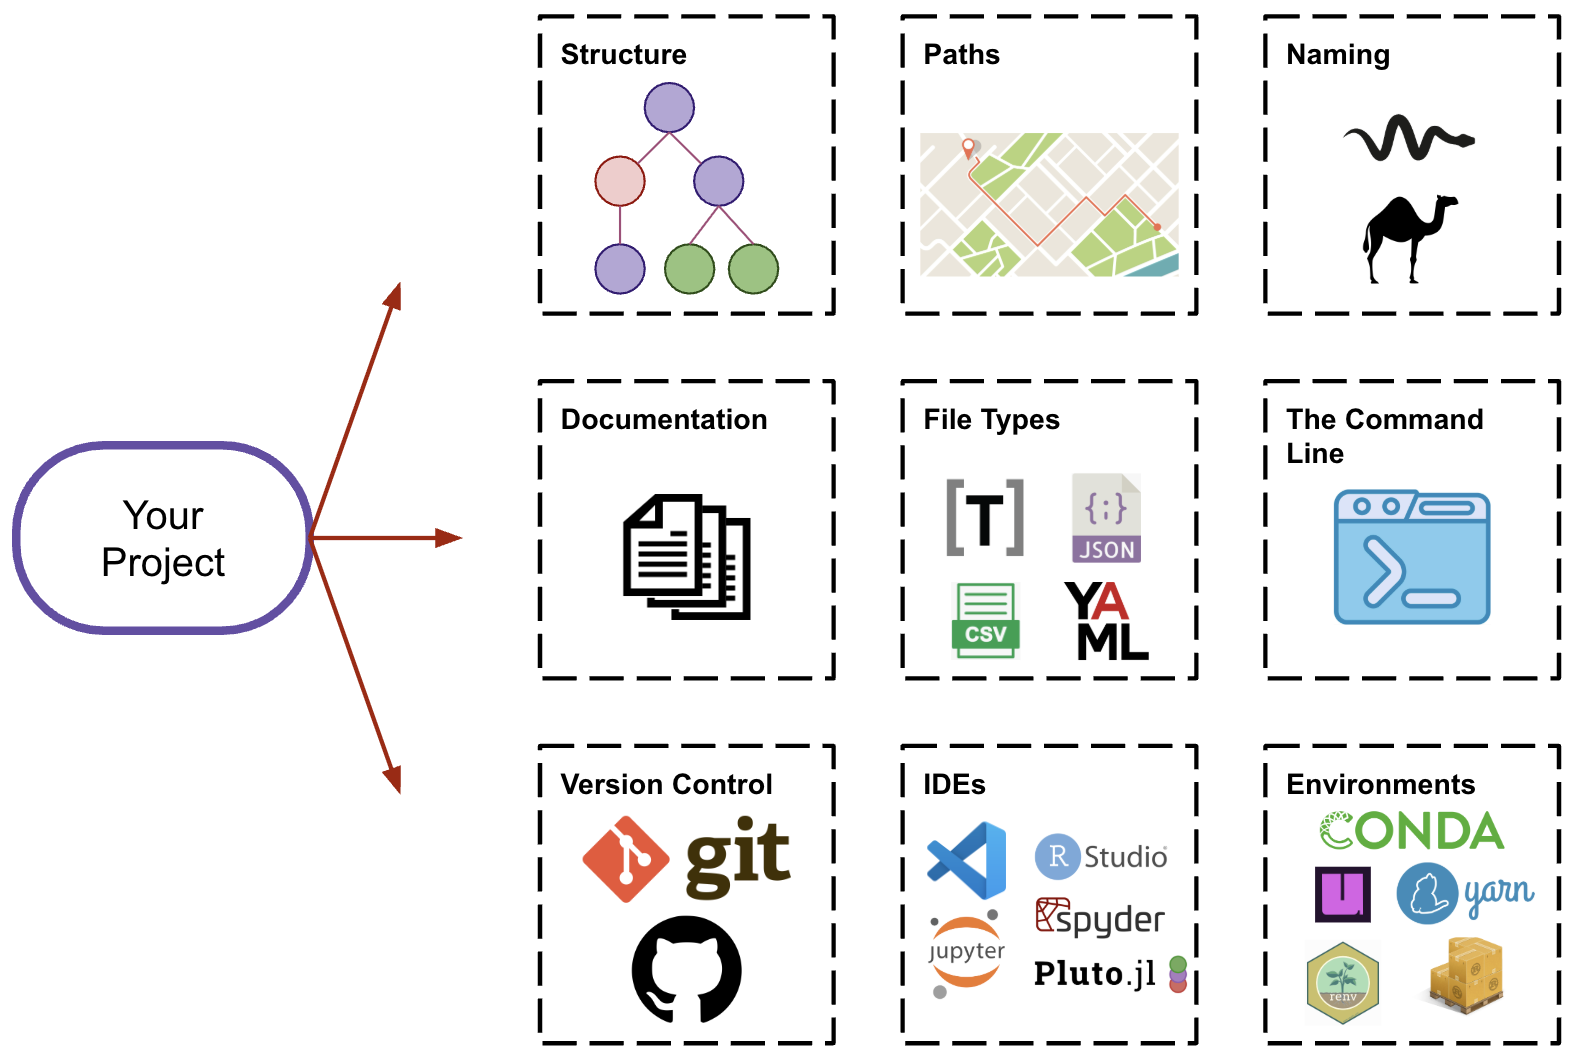 Structure
Paths
Naming
Your
Project
Documentation
File Types
[T]
{;}
JSON
CSV
YA
ML
The Command
Line
Version Control
git
IDEs
R Studio
jupyter
spyder
Pluto.jl
Environments
CONDA
yarn
renv